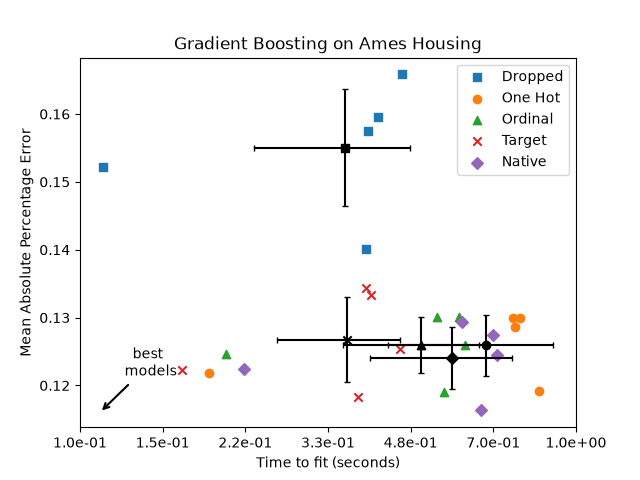 Gradient Boosting on Ames Housing
Mean Absolute Percentage Error
0.16
0.15
0.14
0.13
0.12
Dropped
One Hot
Ordinal
Target
Native
best
models
1.0e-01 1.5e-01 2.2e-01 3.3e-01 4.8e-01 7.0e-01 1.0e+00
Time to fit (seconds)